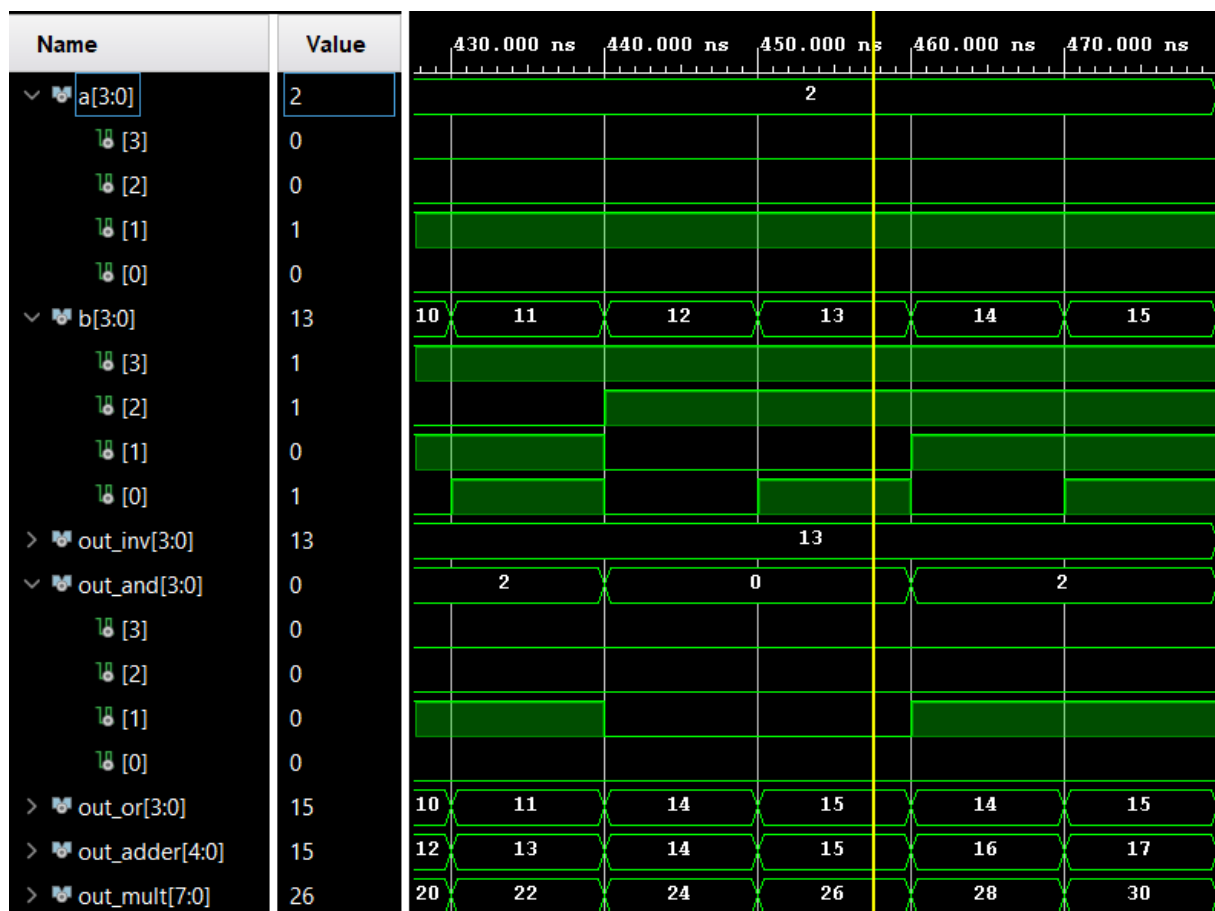 Name Value 430.000 ns 440.000 ns 450.000 ns 460.000 ns 470.000 ns
a[3:0] 2 2
[3] 0
[2] 0
[1] 1
[0] 0
b[3:0] 13 10 11 12 13 14 15
[3] 1
[2] 1
[1] 0
[0] 1
out_inv[3:0] 13 13
out_and[3:0] 0 2 0 2
[3] 0
[2] 0
[1] 0
[0] 0
out_or[3:0] 15 10 11 14 15 14 15
out_adder[4:0] 15 12 13 14 15 16 17
out_mult[7:0] 26 20 22 24 26 28 30